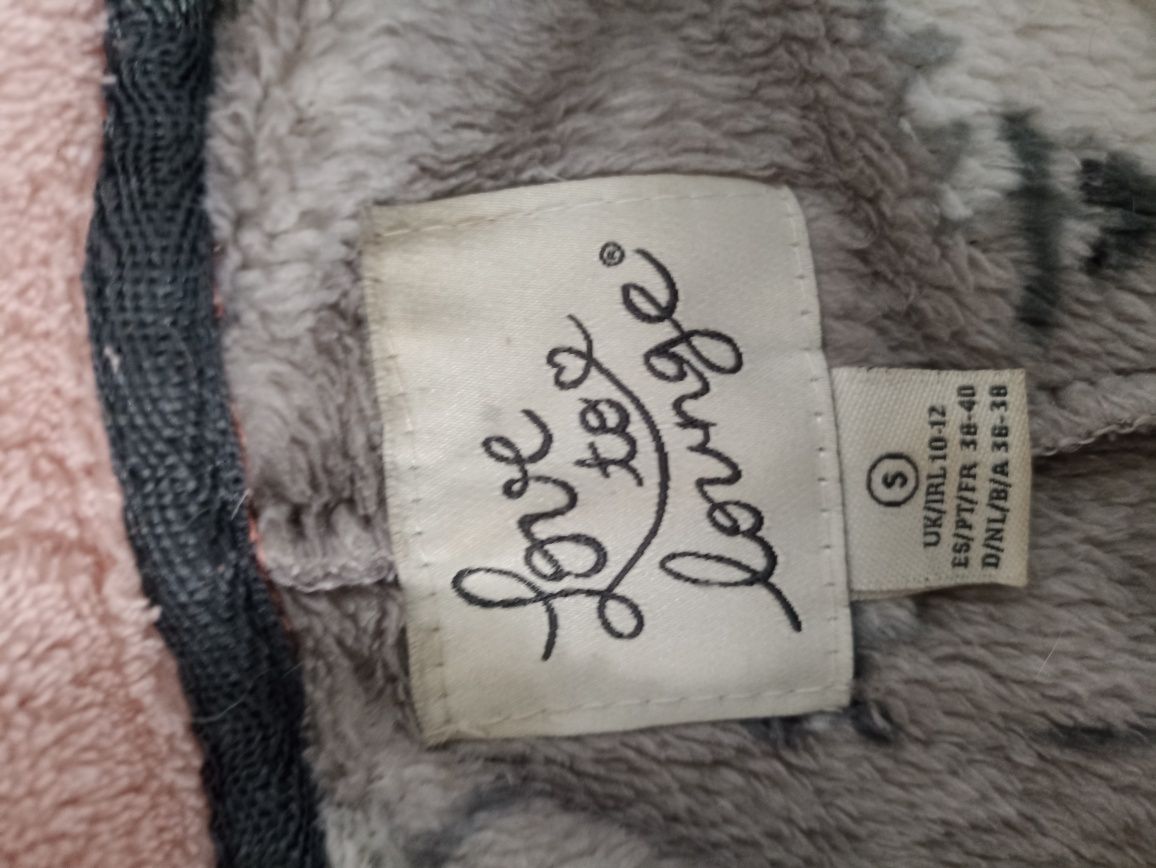 love
to
lounge®
S
UK/IRL 10-12
ES/PT/FR 38-40
D/NL/B/A 36-38